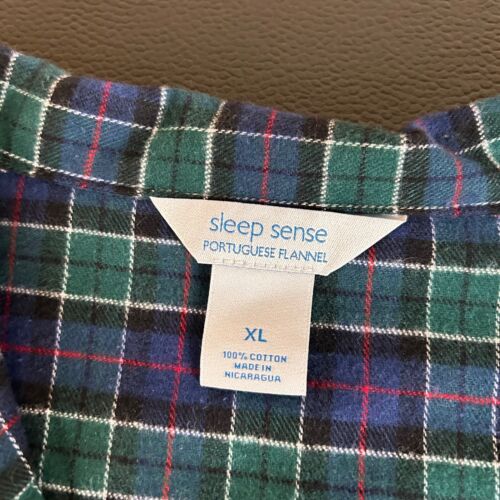 sleep sense
PORTUGUESE FLANNEL
XL
100% COTTON
MADE IN
NICARAGUA